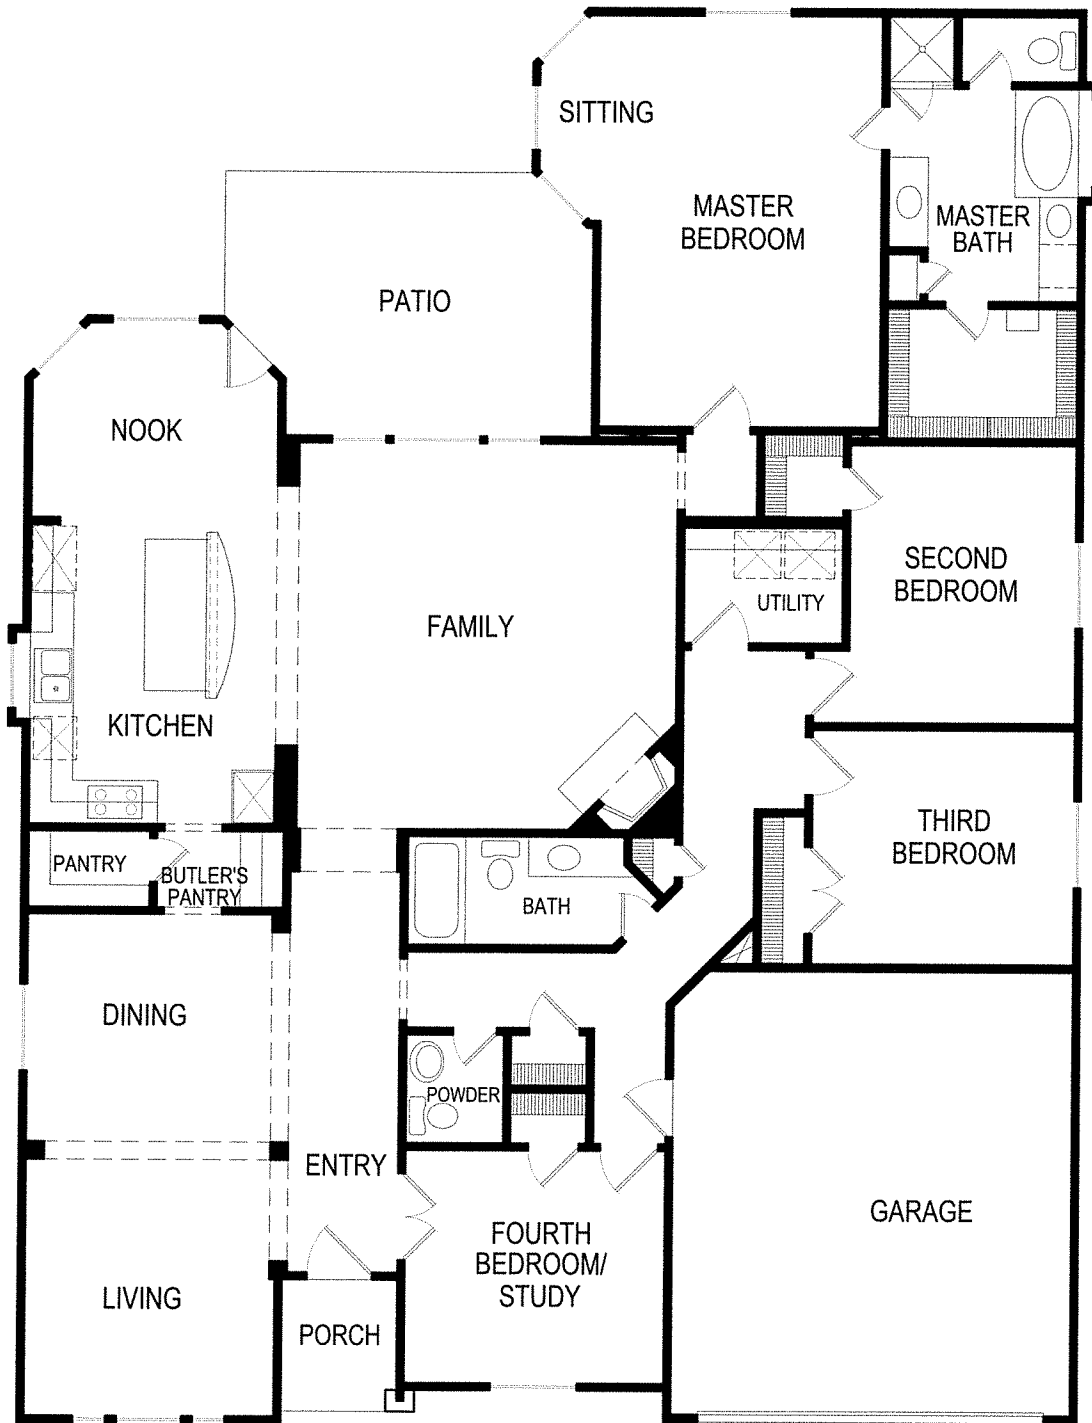 SITTING
MASTER
BEDROOM
MASTER
BATH
PATIO
NOOK
SECOND
BEDROOM
UTILITY
FAMILY
KITCHEN
THIRD
BEDROOM
PANTRY
BUTLER'S
PANTRY
BATH
DINING
POWDER
ENTRY
GARAGE
FOURTH
BEDROOM/
STUDY
LIVING
PORCH